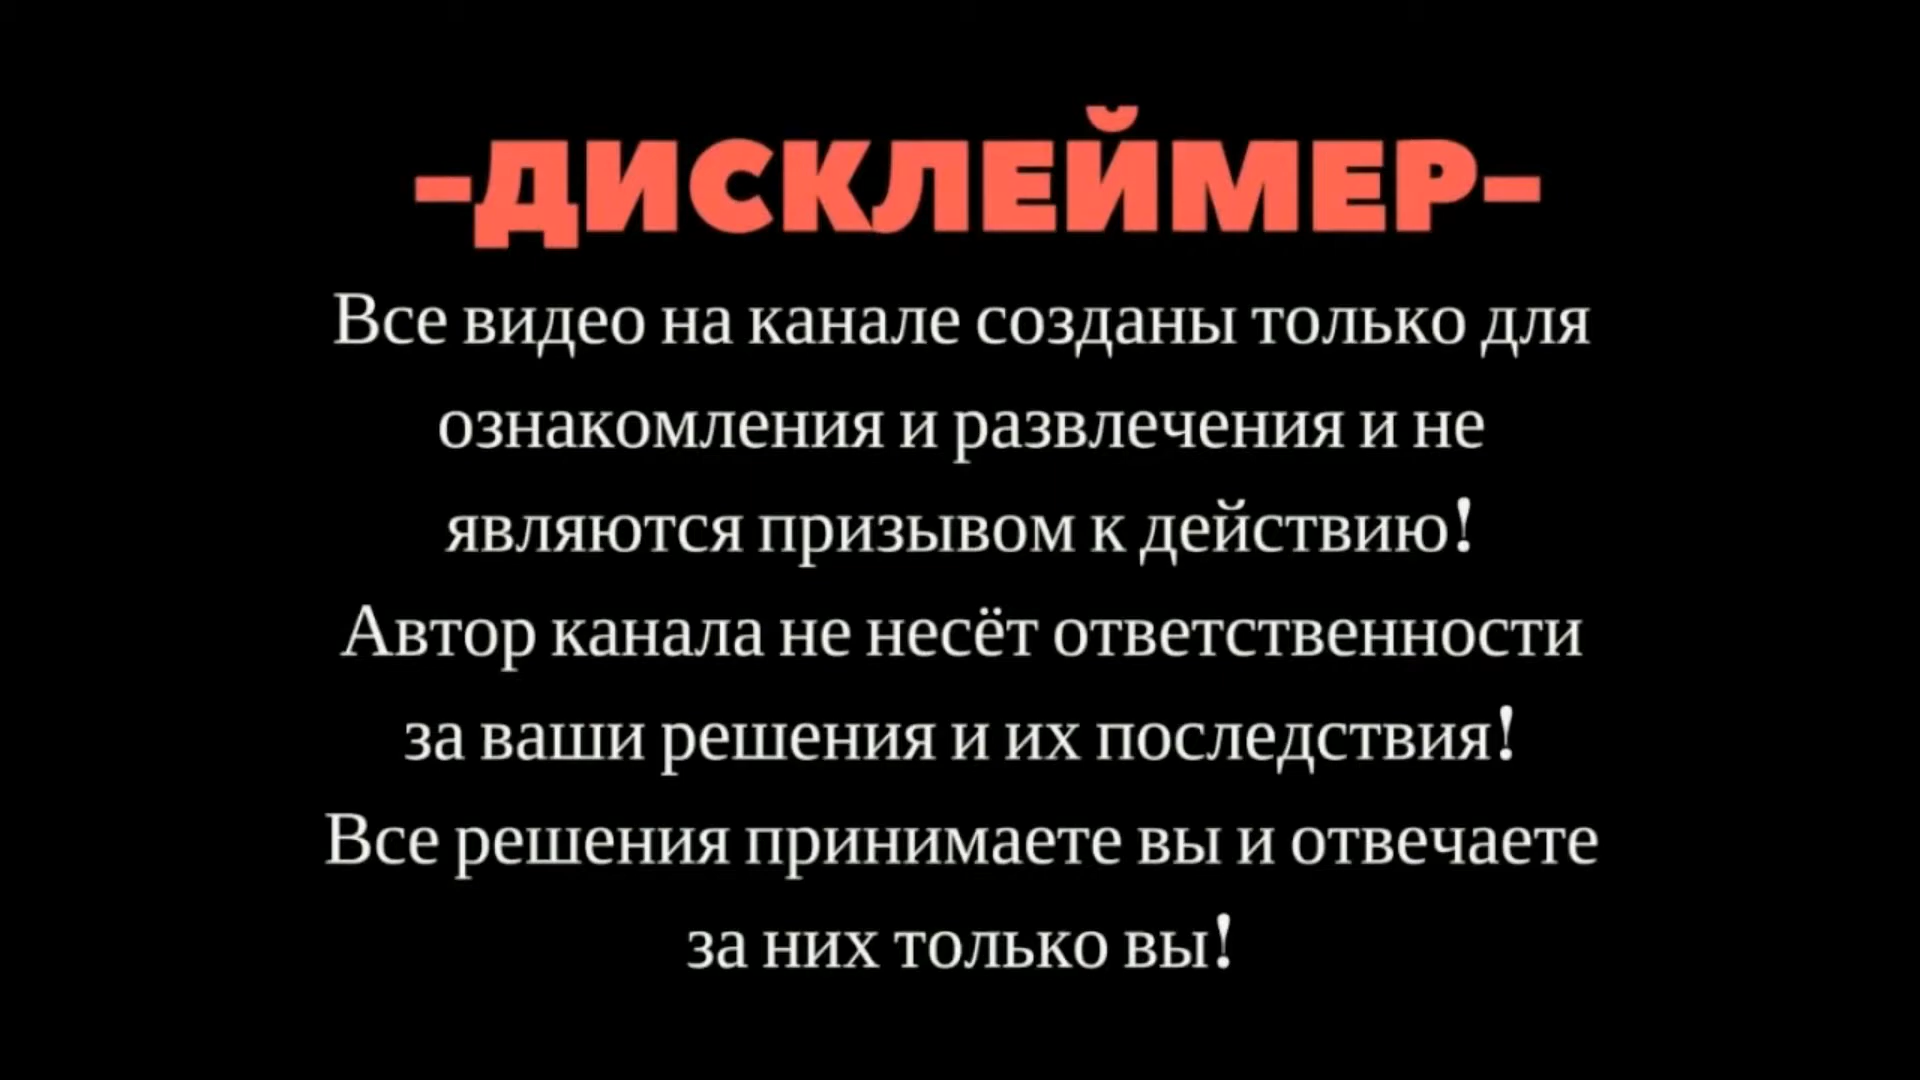 -ДИСКЛЕЙМЕР-
Все видео на канале созданы только для
ознакомления и развлечения и не
являются призывом к действию!
Автор канала не несёт ответственности
за ваши решения и их последствия!
Все решения принимаете вы и отвечаете
за них только вы!